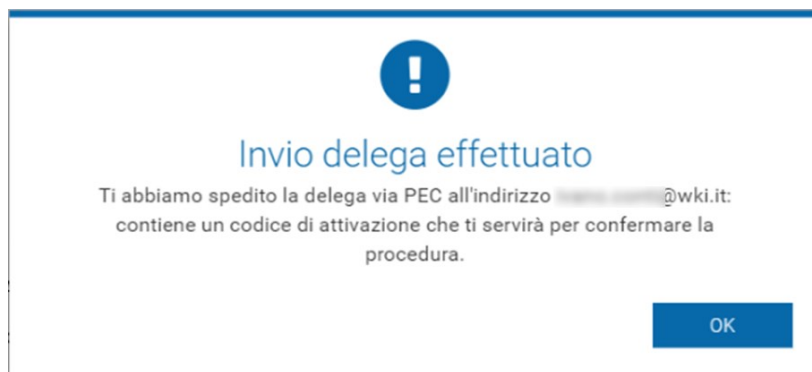 Invio delega effettuato
Ti abbiamo spedito la delega via PEC all'indirizzo @wki.it:
contiene un codice di attivazione che ti servirà per confermare la
procedura.
OK